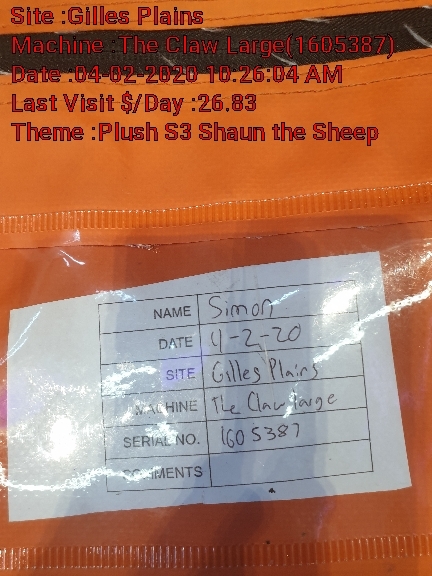 Site :Gilles Plains
Machine :The Claw Large(1605387)
Date :04-02-2020 10:26:04 AM
Last Visit $/Day :26.83
Theme :Plush S3 Shaun the Sheep
NAME Simon
DATE 4-2-20
SITE Gilles Plains
MACHINE The Claw large
SERIAL NO. 1605387
COMMENTS